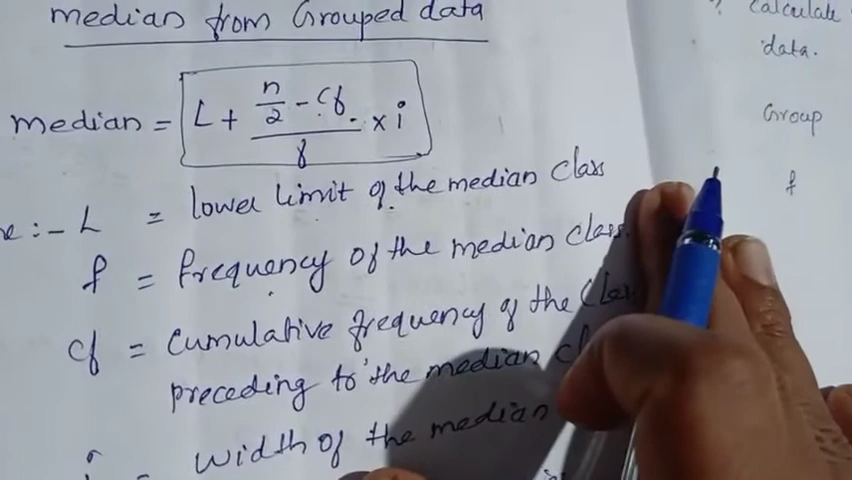 median from Grouped data
median = L + n/2 - cf. / f × i
:- L = lower limit of the median class
f = frequency of the median class.
cf = cumulative frequency of the
preceding to the median
i = width of the median
? Calculate
data.
Group
f